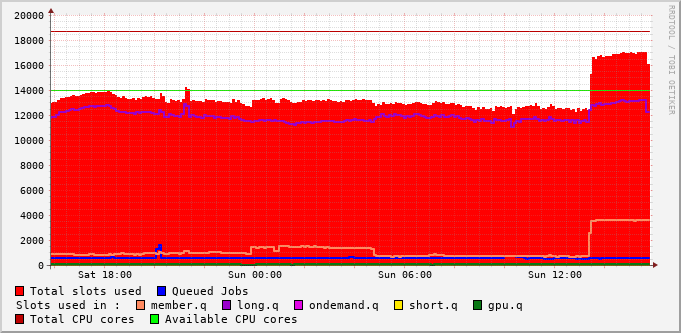 20000
18000
16000
14000
12000
10000
8000
6000
4000
2000
0
Sat 18:00 Sun 00:00 Sun 06:00 Sun 12:00
RRDTOOL / TOBI OETIKER
Total slots used Queued Jobs
Slots used in : member.q long.q ondemand.q short.q gpu.q
Total CPU cores Available CPU cores